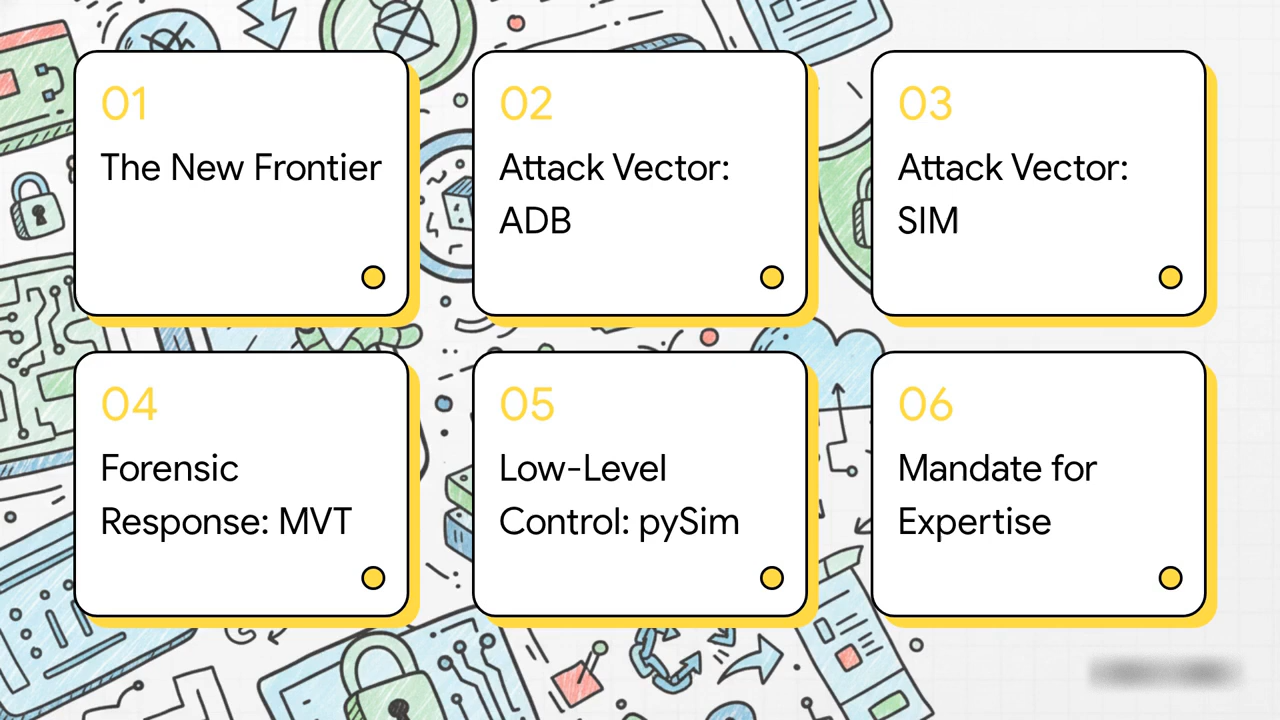 01
The New Frontier
02
Attack Vector:
ADB
03
Attack Vector:
SIM
04
Forensic
Response: MVT
05
Low-Level
Control: pySim
06
Mandate for
Expertise